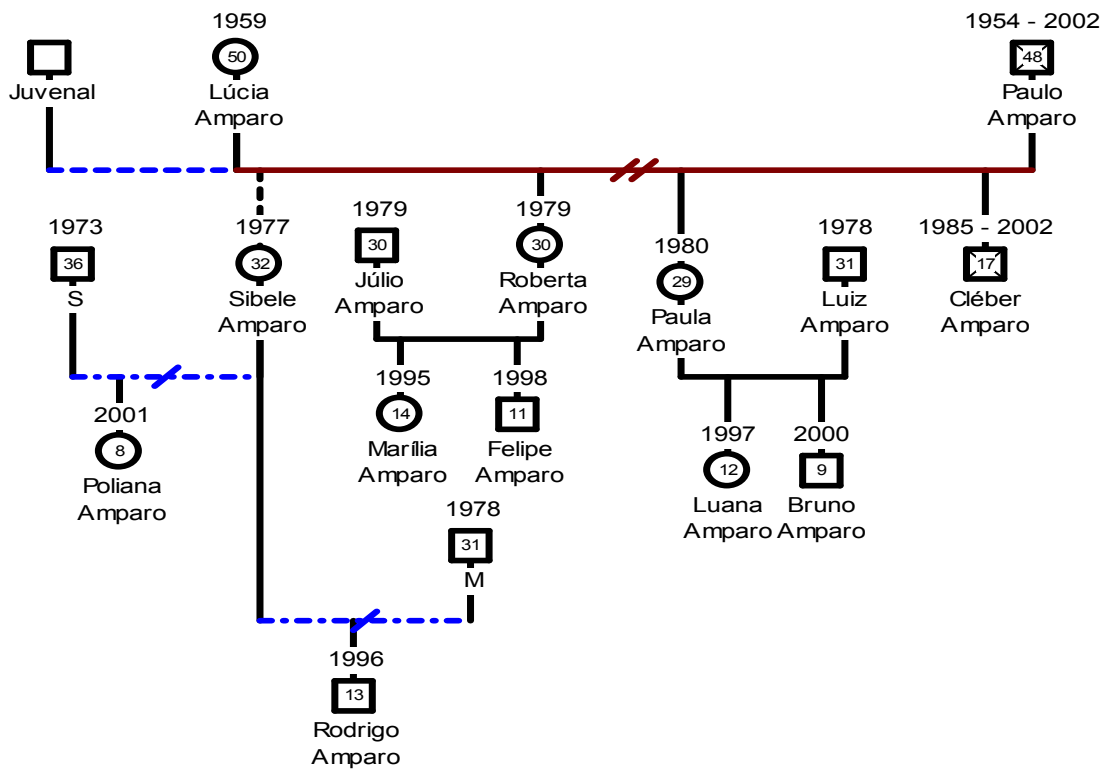 1959
1954 - 2002
50
48
Juvenal
Lúcia
Amparo
Paulo
Amparo
1973
1977
1979
1979
1980
1978
1985 - 2002
36
32
30
30
29
31
17
S
Sibele
Amparo
Júlio
Amparo
Roberta
Amparo
Paula
Amparo
Luiz
Amparo
Cléber
Amparo
2001
1995
1998
1997
2000
8
14
11
12
9
Poliana
Amparo
Marília
Amparo
Felipe
Amparo
Luana
Amparo
Bruno
Amparo
1978
31
M
1996
13
Rodrigo
Amparo